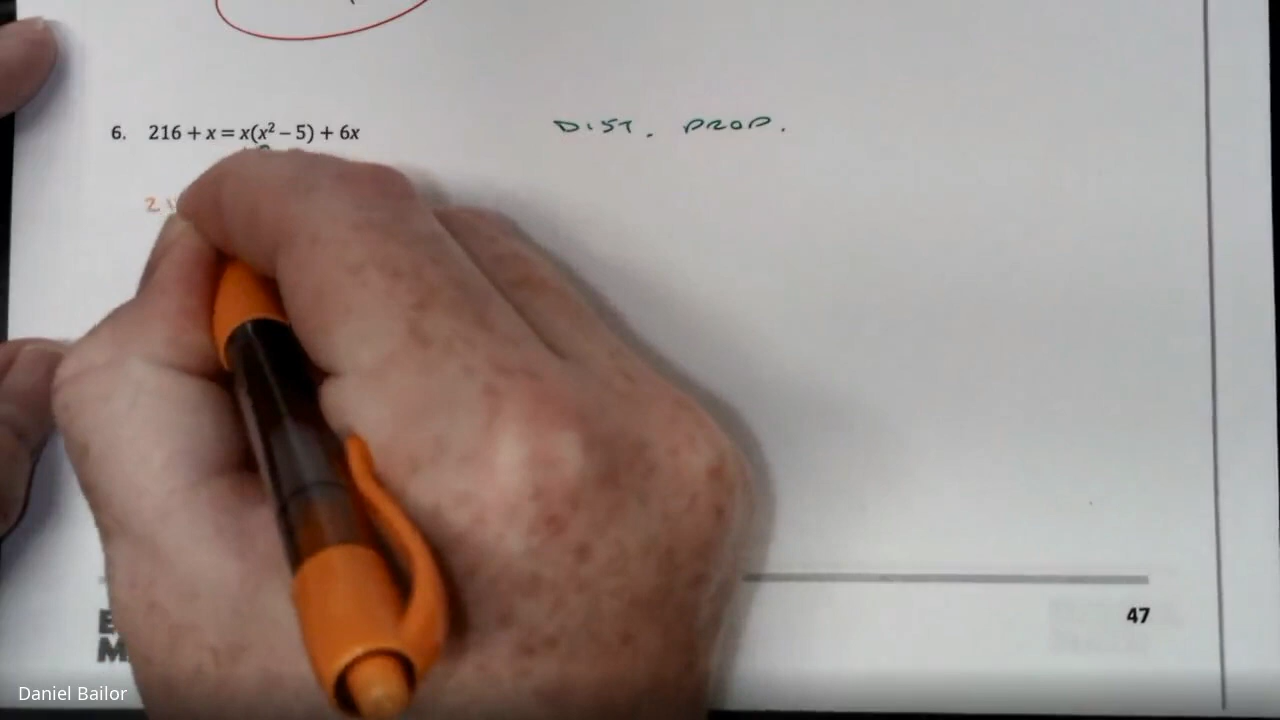 6. 216 + x = x(x² – 5) + 6x
DIST. PROP.
47
Daniel Bailor